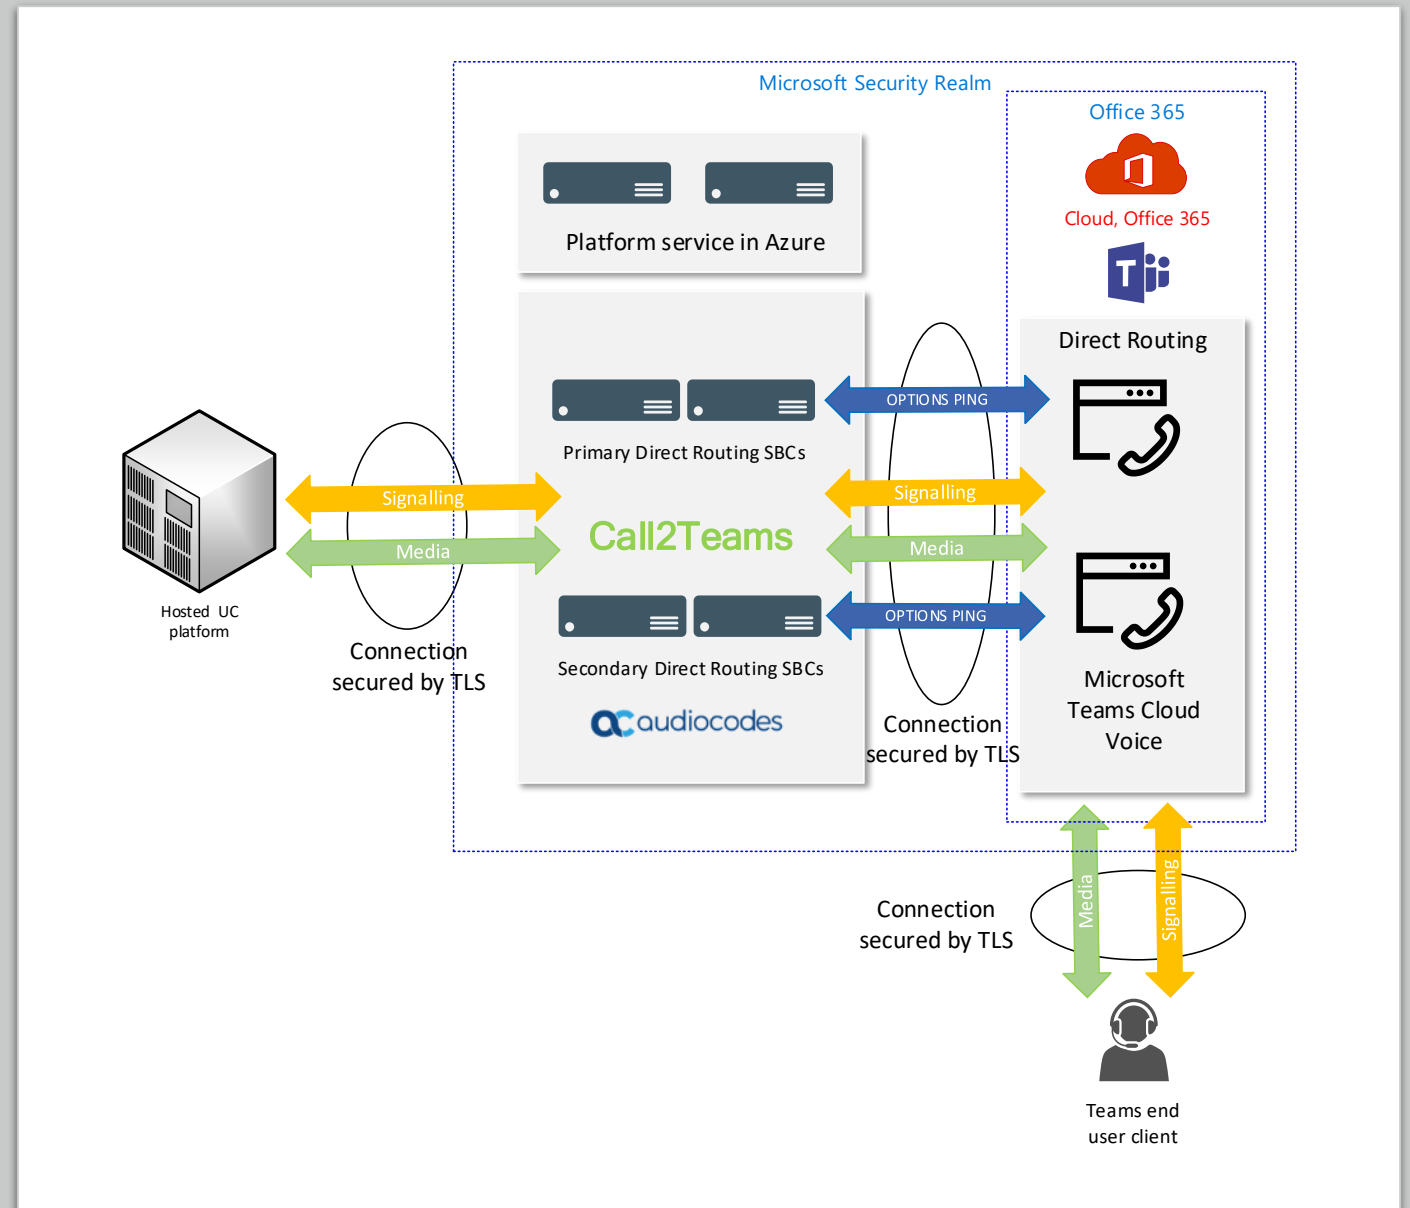 Microsoft Security Realm
Office 365
Cloud, Office 365
Platform service in Azure
Direct Routing
OPTIONS PING
Primary Direct Routing SBCs
Signalling
Signalling
Call2Teams
Media
Media
Hosted UC
platform
OPTIONS PING
Connection
secured by TLS
Secondary Direct Routing SBCs
audiocodes
Microsoft
Teams Cloud
Voice
Connection
secured by TLS
Media
Signalling
Connection
secured by TLS
Teams end
user client